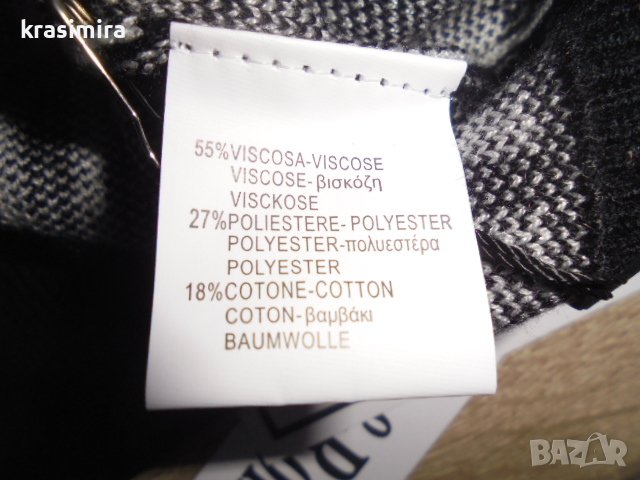 krasimira
55%VISCOSA-VISCOSE
VISCOSE-βισκόζη
VISCKOSE
27%POLIESTERE-POLYESTER
POLYESTER-πολυεστέρα
POLYESTER
18%COTONE-COTTON
COTON-βαμβάκι
BAUMWOLLE
BAZAR